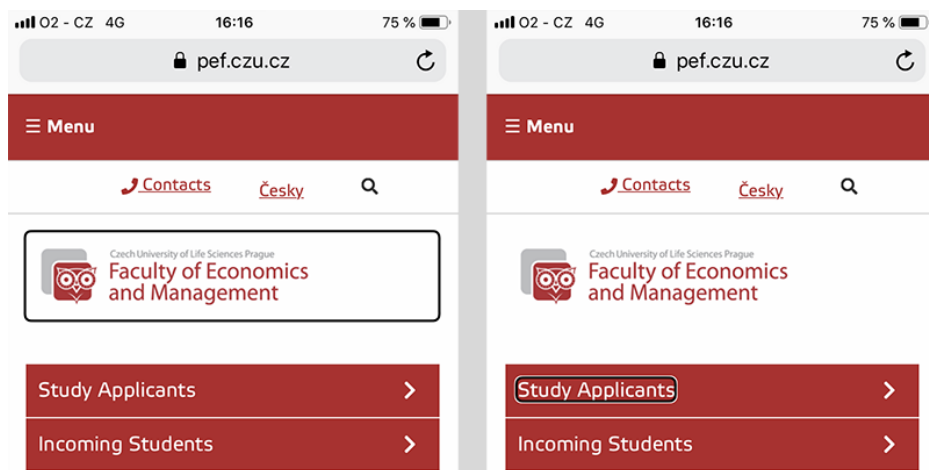 O2 - CZ 4G 16:16 75 %
pef.czu.cz
☰ Menu
Contacts Česky
Czech University of Life Sciences Prague
Faculty of Economics
and Management
Study Applicants
Incoming Students
O2 - CZ 4G 16:16 75 %
pef.czu.cz
☰ Menu
Contacts Česky
Czech University of Life Sciences Prague
Faculty of Economics
and Management
Study Applicants
Incoming Students